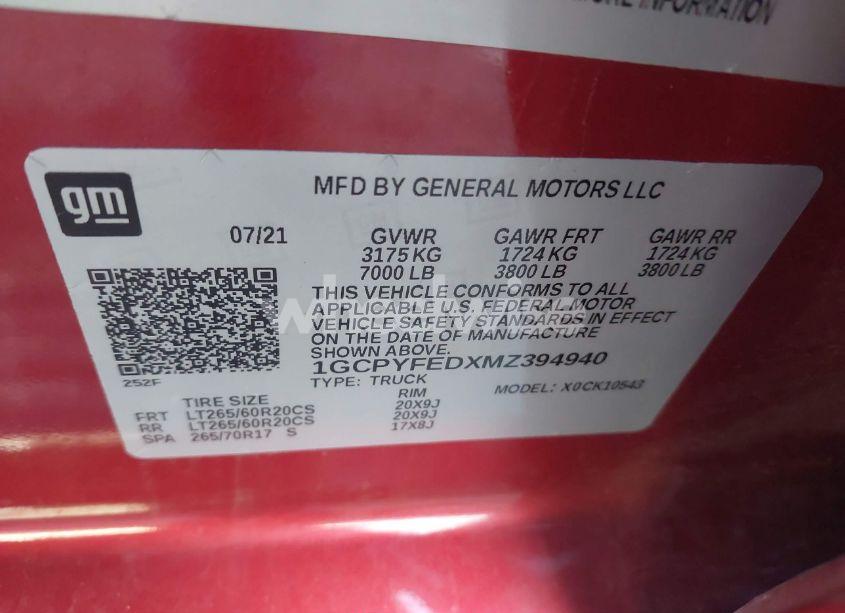 MORE INFORMATION
gm
MFD BY GENERAL MOTORS LLC
07/21 GVWR GAWR FRT GAWR RR
3175 KG 1724 KG 1724 KG
7000 LB 3800 LB 3800 LB
THIS VEHICLE CONFORMS TO ALL
APPLICABLE U.S. FEDERAL MOTOR
VEHICLE SAFETY STANDARDS IN EFFECT
ON THE DATE OF MANUFACTURE
SHOWN ABOVE.
1GCPYFEDXMZ394940
252F
TYPE: TRUCK MODEL: X0CK10543
TIRE SIZE RIM
FRT LT265/60R20CS 20X9J
RR LT265/60R20CS 20X9J
SPA 265/70R17 S 17X8J